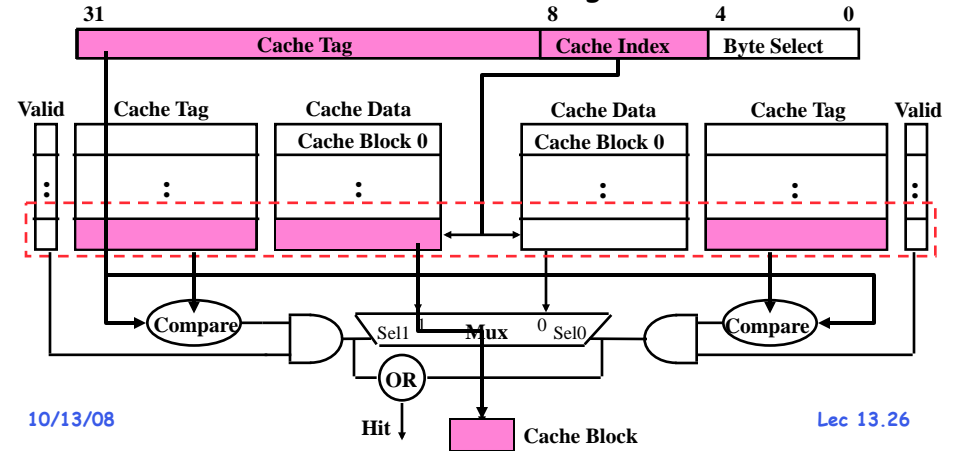 31 8 4 0
Cache Tag Cache Index Byte Select
Valid Cache Tag Cache Data Cache Data Cache Tag Valid
Cache Block 0 Cache Block 0
: : : : : :
Compare Sel1 1 Mux 0 Sel0 Compare
OR
10/13/08 Hit Cache Block Lec 13.26